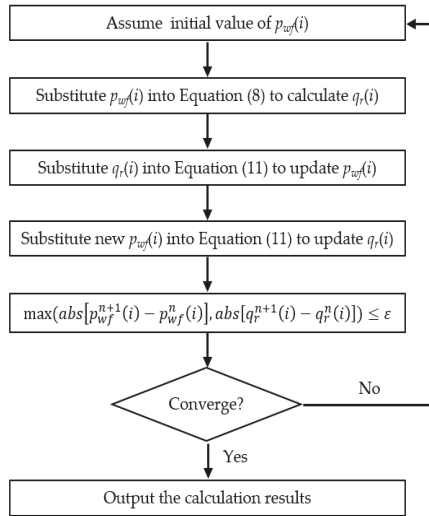 Assume initial value of p_wf(i)
Substitute p_wf(i) into Equation (8) to calculate q_r(i)
Substitute q_r(i) into Equation (11) to update p_wf(i)
Substitute new p_wf(i) into Equation (11) to update q_r(i)
max(abs[p_wf^{n+1}(i) − p_wf^n(i)], abs[q_r^{n+1}(i) − q_r^n(i)]) ≤ ε
Converge?
No
Yes
Output the calculation results